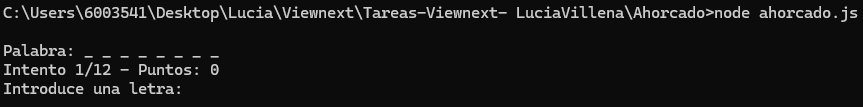 C:\Users\6003541\Desktop\Lucia\Viewnext\Tareas-Viewnext- LuciaVillena\Ahorcado>node ahorcado.js
Palabra: _ _ _ _ _ _ _ _
Intento 1/12 - Puntos: 0
Introduce una letra: